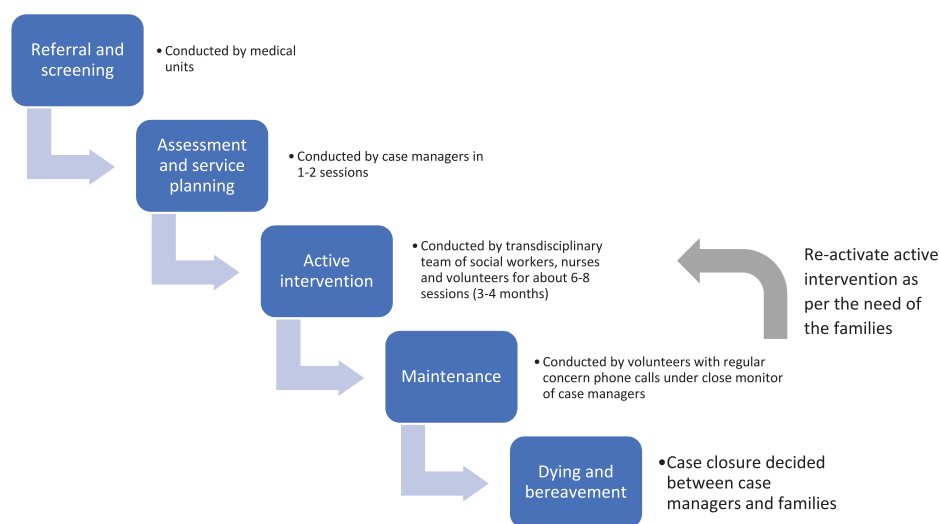 Referral and
screening
• Conducted by medical
units
Assessment
and service
planning
• Conducted by case managers in
1-2 sessions
Active
intervention
• Conducted by transdisciplinary
team of social workers, nurses
and volunteers for about 6-8
sessions (3-4 months)
Re-activate active
intervention as
per the need of
the families
Maintenance
• Conducted by volunteers with regular
concern phone calls under close monitor
of case managers
Dying and
bereavement
•Case closure decided
between case
managers and families